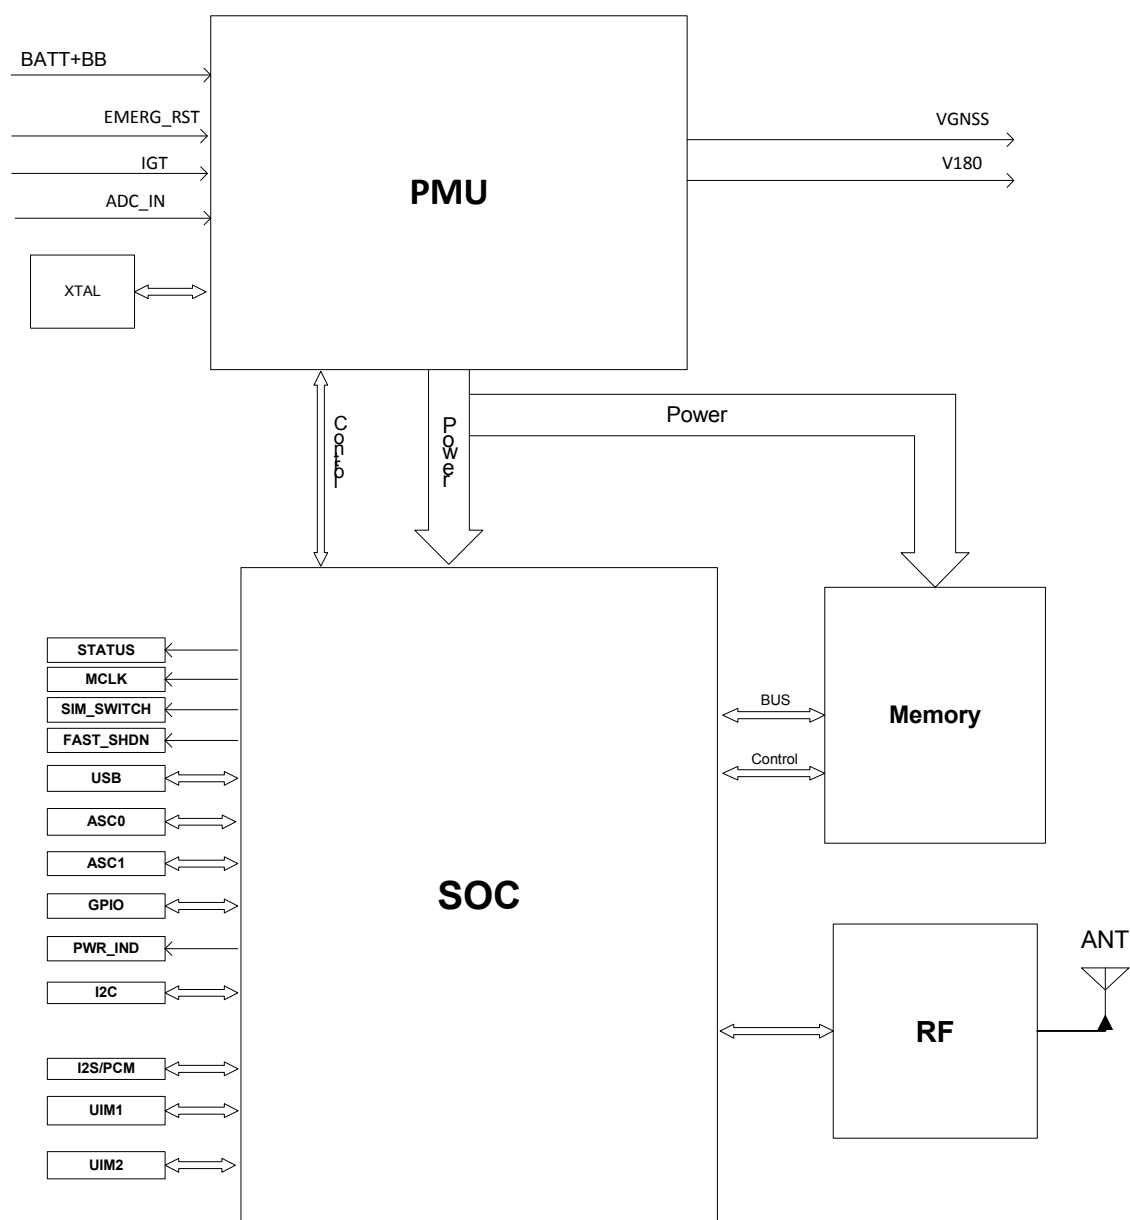 BATT+BB
EMERG_RST
IGT
ADC_IN
XTAL
PMU
VGNSS
V180
Control
Power
Power
STATUS
MCLK
SIM_SWITCH
FAST_SHDN
USB
ASC0
ASC1
GPIO
PWR_IND
I2C
I2S/PCM
UIM1
UIM2
SOC
BUS
Control
Memory
RF
ANT